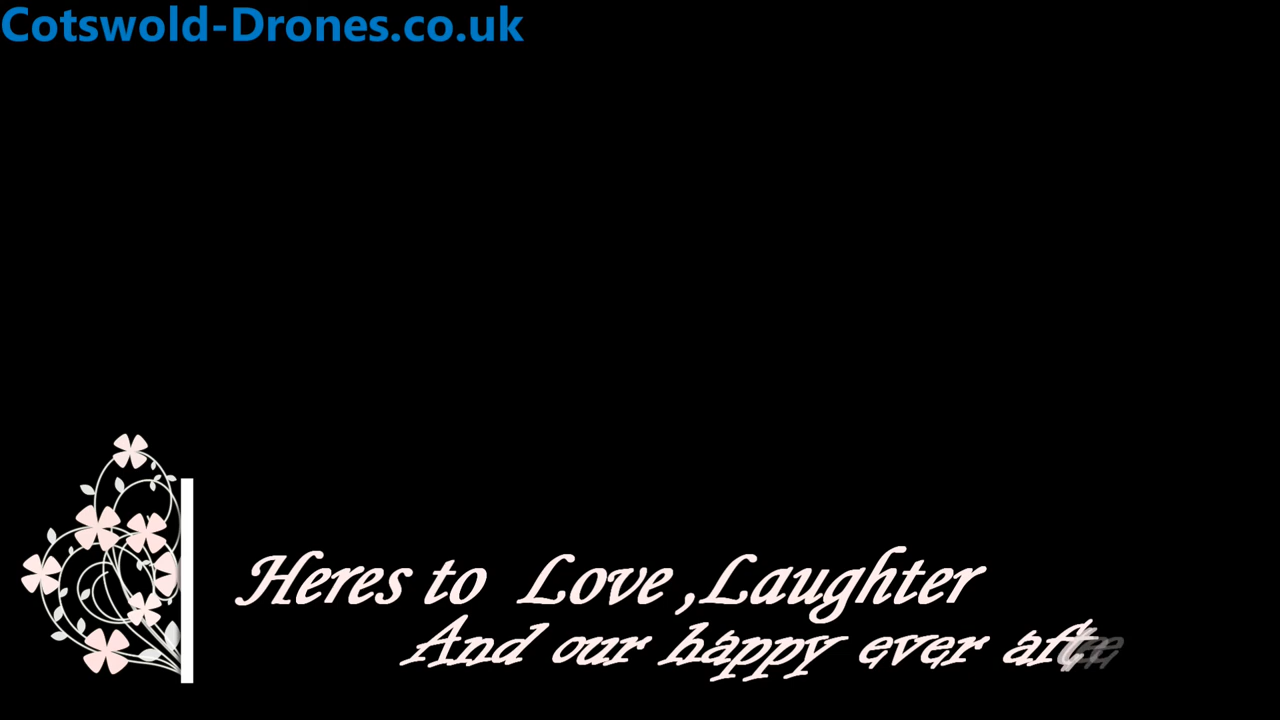 Cotswold-Drones.co.uk
Heres to Love ,Laughter
And our happy ever